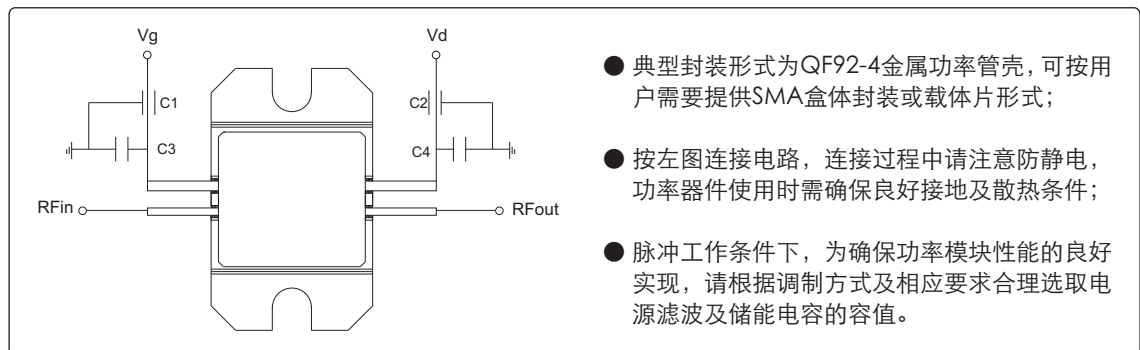 Vg
Vd
C1
C2
C3
C4
RFin
RFout
● 典型封装形式为QF92-4金属功率管壳,可按用
户需要提供SMA盒体封装或载体片形式;
● 按左图连接电路，连接过程中请注意防静电，
功率器件使用时需确保良好接地及散热条件;
● 脉冲工作条件下，为确保功率模块性能的良好
实现，请根据调制方式及相应要求合理选取电
源滤波及储能电容的容值。